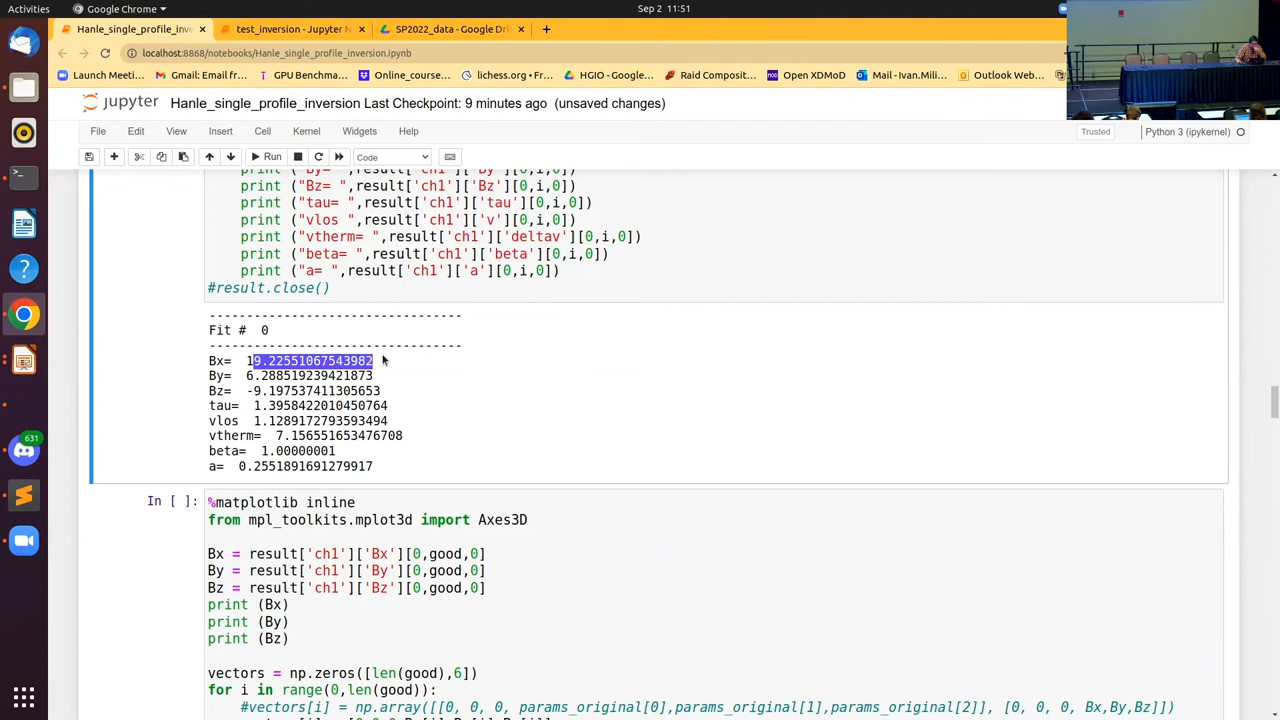 Activities
Google Chrome
Sep 2 11:51
Hanle_single_profile_inve
test_inversion - Jupyter N
SP2022_data - Google Dri
localhost:8868/notebooks/Hanle_single_profile_inversion.ipynb
Launch Meeti...
Gmail: Email fr...
GPU Benchma...
Online_course...
lichess.org • Fr...
HGIO - Google...
Raid Composit...
Open XDMoD
Mail - Ivan.Mili...
Outlook Web...
jupyter Hanle_single_profile_inversion Last Checkpoint: 9 minutes ago (unsaved changes)
File Edit View Insert Cell Kernel Widgets Help
Trusted
Python 3 (ipykernel)
Run
Code
print ("By= ",result['ch1']['By'][0,i,0])
print ("Bz= ",result['ch1']['Bz'][0,i,0])
print ("tau= ",result['ch1']['tau'][0,i,0])
print ("vlos ",result['ch1']['v'][0,i,0])
print ("vtherm= ",result['ch1']['deltav'][0,i,0])
print ("beta= ",result['ch1']['beta'][0,i,0])
print ("a= ",result['ch1']['a'][0,i,0])
#result.close()
---------------------------------
Fit # 0
---------------------------------
Bx= 19.22551067543982
By= 6.288519239421873
Bz= -9.197537411305653
tau= 1.3958422010450764
vlos 1.1289172793593494
vtherm= 7.156551653476708
beta= 1.00000001
a= 0.2551891691279917
In [ ]:
%matplotlib inline
from mpl_toolkits.mplot3d import Axes3D
Bx = result['ch1']['Bx'][0,good,0]
By = result['ch1']['By'][0,good,0]
Bz = result['ch1']['Bz'][0,good,0]
print (Bx)
print (By)
print (Bz)
vectors = np.zeros([len(good),6])
for i in range(0,len(good)):
#vectors[i] = np.array([[0, 0, 0, params_original[0],params_original[1],params_original[2]], [0, 0, 0, Bx,By,Bz]])
631